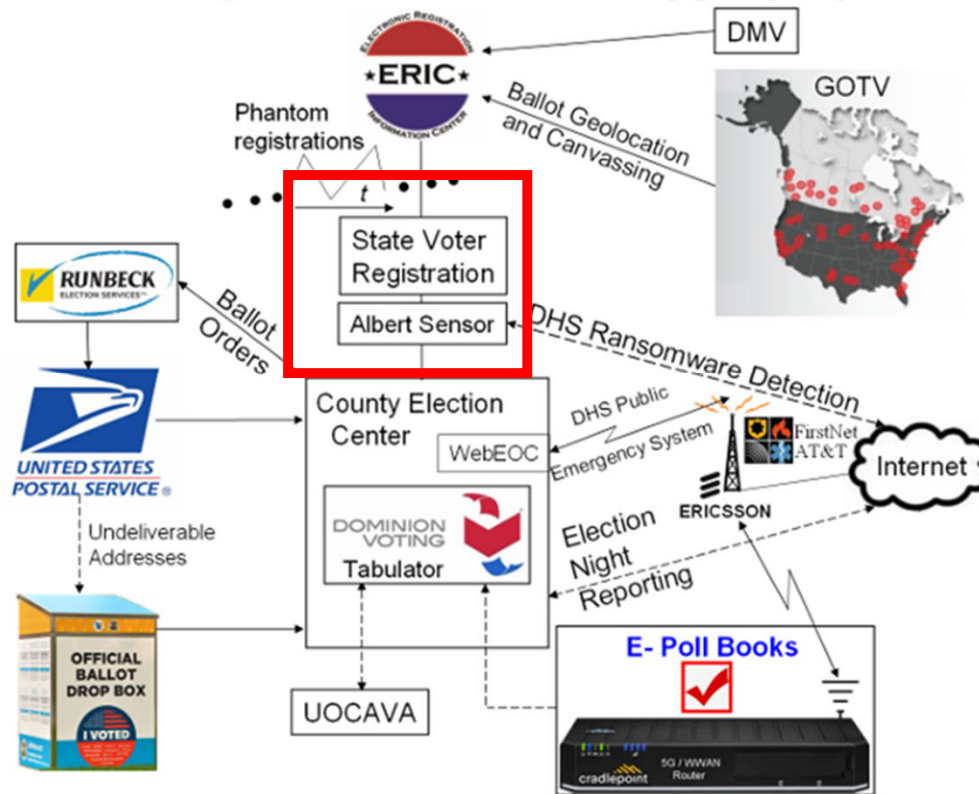 ELECTRONIC REGISTRATION
★ERIC★
INFORMATION CENTER
DMV
GOTV
Ballot Geolocation
and Canvassing
Phantom
registrations
t
State Voter
Registration
Albert Sensor
RUNBECK
ELECTION SERVICES
Ballot
Orders
DHS Ransomware Detection
UNITED STATES
POSTAL SERVICE®
County Election
Center
WebEOC
DHS Public
Emergency System
FirstNet
AT&T
ERICSSON
Internet
DOMINION
VOTING
Tabulator
Undeliverable
Addresses
Election
Night
Reporting
OFFICIAL
BALLOT
DROP BOX
I VOTED
UOCAVA
E- Poll Books
cradlepoint
5G / WWAN
Router